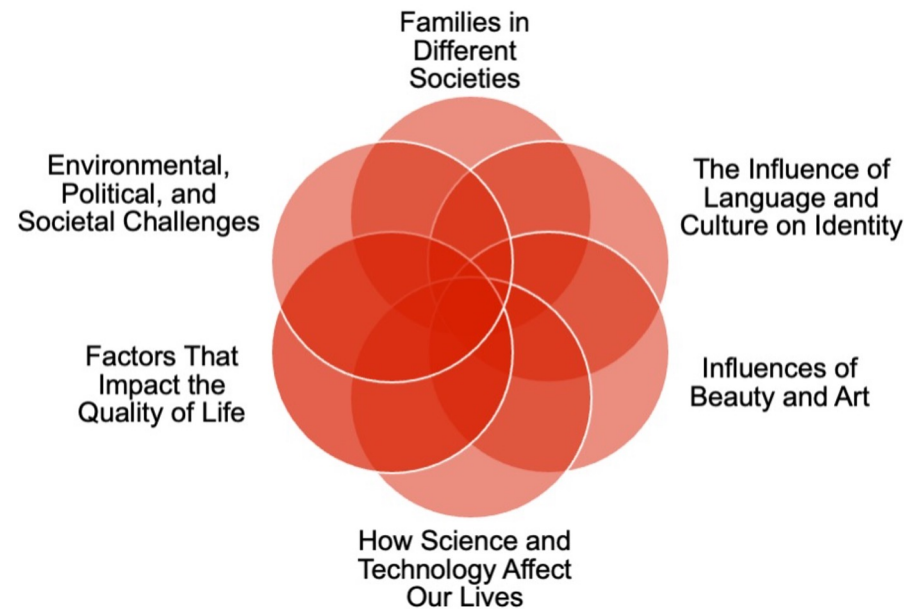 Families in
Different
Societies
Environmental,
Political, and
Societal Challenges
The Influence of
Language and
Culture on Identity
Factors That
Impact the
Quality of Life
Influences of
Beauty and Art
How Science and
Technology Affect
Our Lives